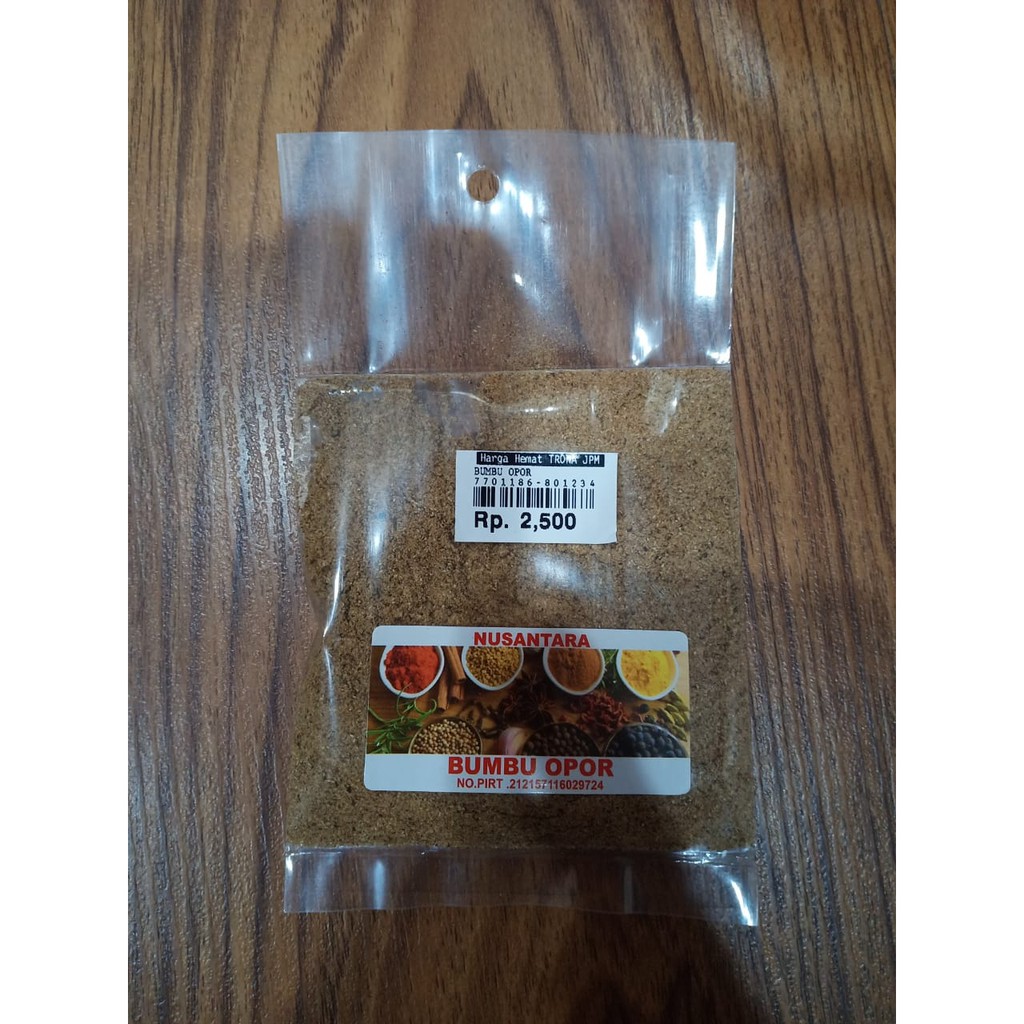 Harga Hemat TRONA JPM
BUMBU OPOR
7701186-801234
Rp. 2,500
NUSANTARA
BUMBU OPOR
NO.PIRT .212157116029724